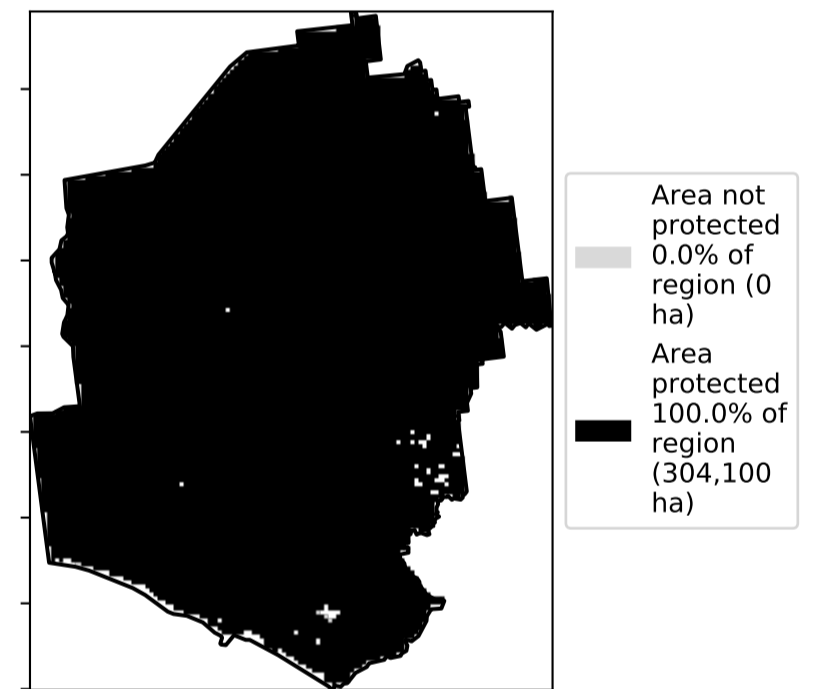 Area not
protected
0.0% of
region (0
ha)
Area
protected
100.0% of
region
(304,100
ha)